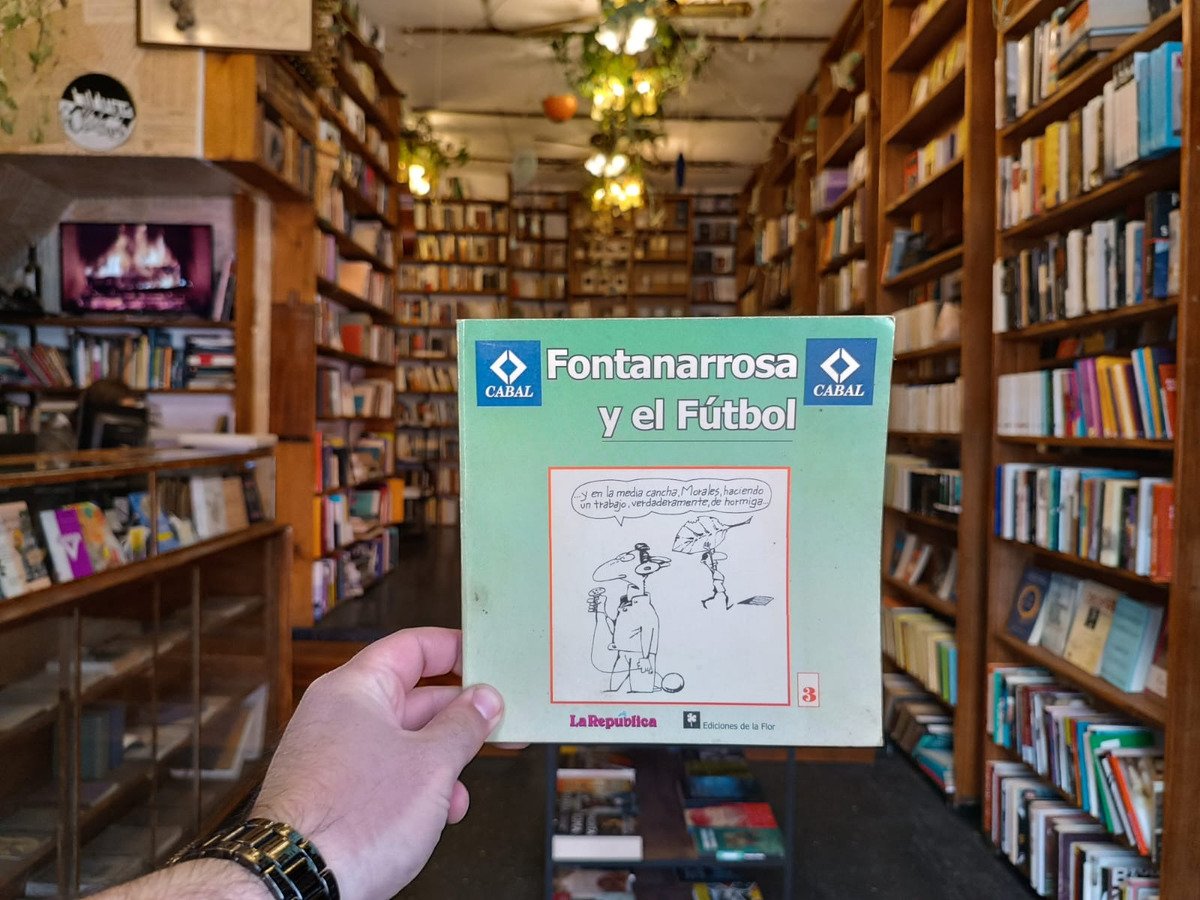 CABAL
Fontanarrosa
y el Fútbol
CABAL
...y en la media cancha, Morales, haciendo
un trabajo, verdaderamente, de hormiga...
3
La República
Ediciones de la Flor